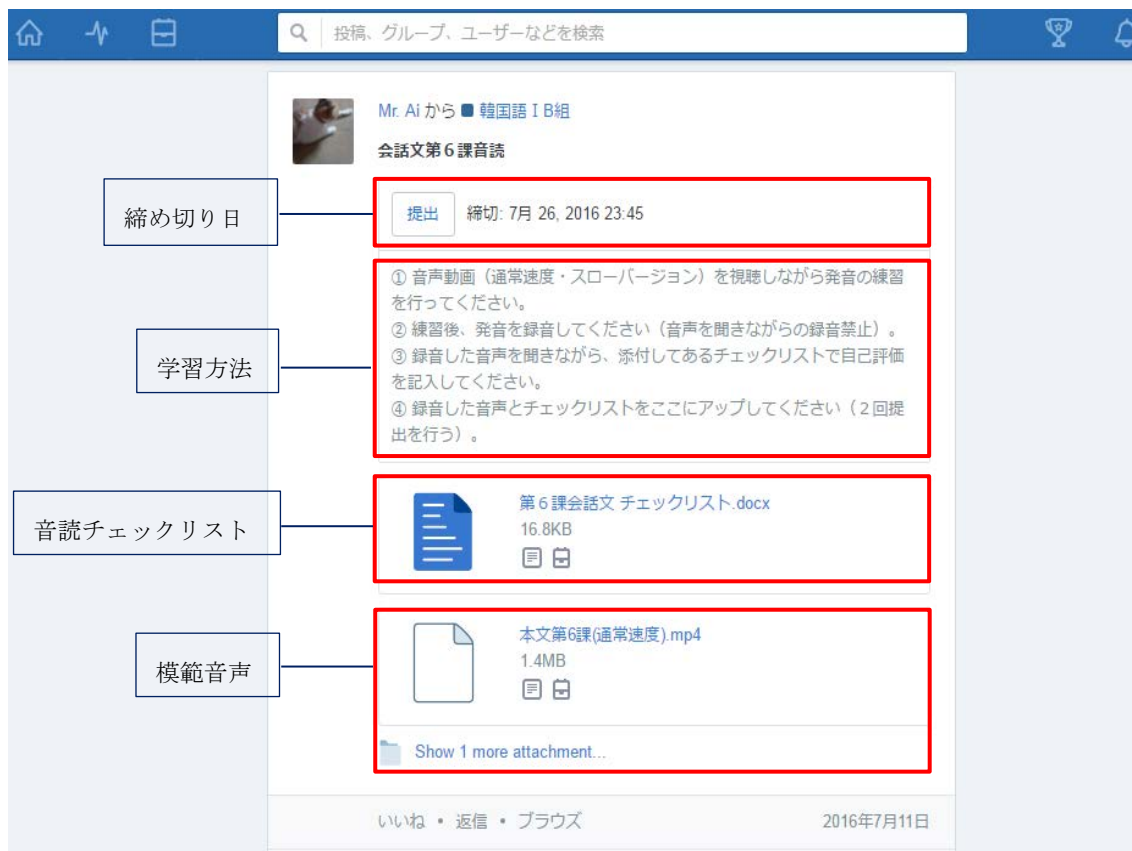 投稿、グループ、ユーザーなどを検索
Mr. Ai から 韓国語 I B組
会話文第６課音読
締め切り日
提出 締切: 7月 26, 2016 23:45
学習方法
① 音声動画（通常速度・スローバージョン）を視聴しながら発音の練習
を行ってください。
② 練習後、発音を録音してください（音声を聞きながらの録音禁止）。
③ 録音した音声を聞きながら、添付してあるチェックリストで自己評価
を記入してください。
④ 録音した音声とチェックリストをここにアップしてください（２回提
出を行う）。
音読チェックリスト
第６課会話文 チェックリスト.docx
16.8KB
模範音声
本文第6課(通常速度).mp4
1.4MB
Show 1 more attachment...
いいね • 返信 • ブラウズ 2016年7月11日